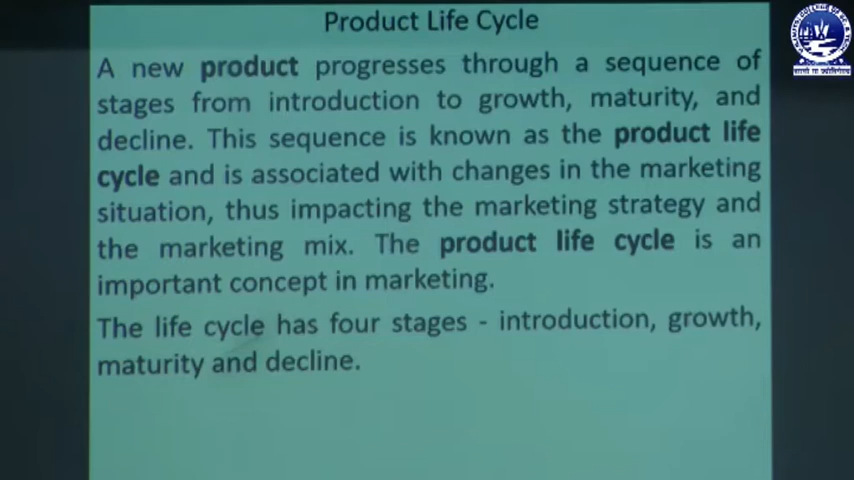 Product Life Cycle
A new product progresses through a sequence of
stages from introduction to growth, maturity, and
decline. This sequence is known as the product life
cycle and is associated with changes in the marketing
situation, thus impacting the marketing strategy and
the marketing mix. The product life cycle is an
important concept in marketing.
The life cycle has four stages - introduction, growth,
maturity and decline.